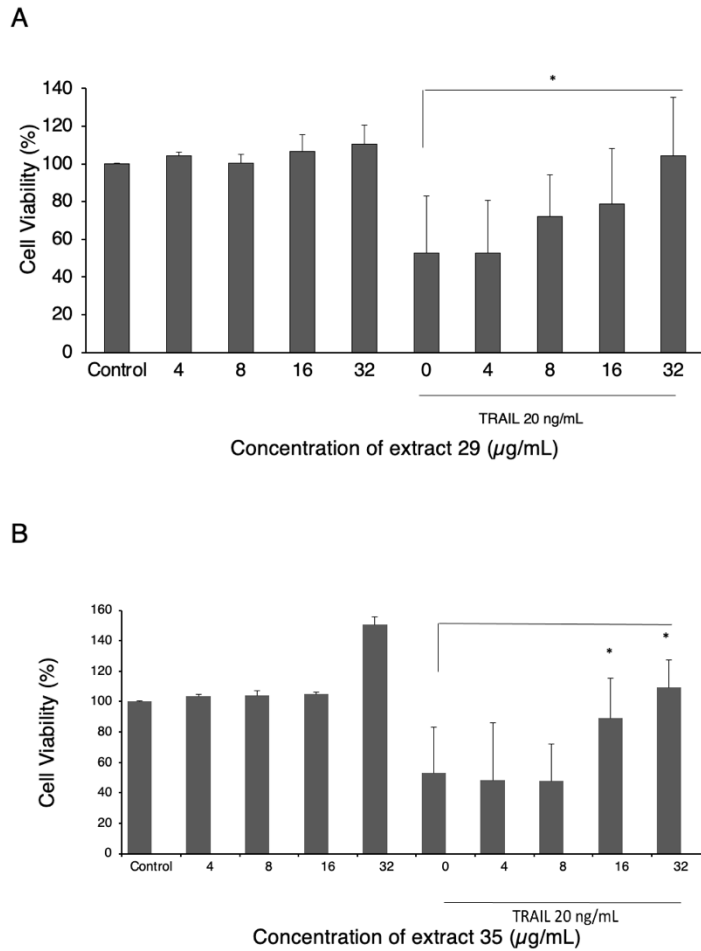 A
*
140
120
100
80
60
40
20
0
Cell Viability (%)
Control 4 8 16 32 0 4 8 16 32
TRAIL 20 ng/mL
Concentration of extract 29 (µg/mL)
B
160
140
120
100
80
60
40
20
0
Cell Viability (%)
* *
Control 4 8 16 32 0 4 8 16 32
TRAIL 20 ng/mL
Concentration of extract 35 (µg/mL)